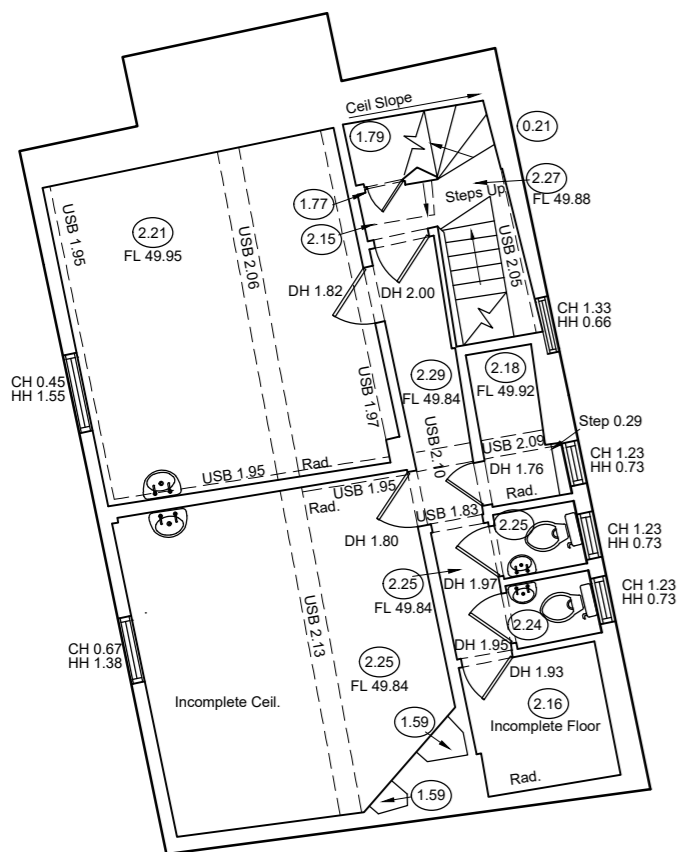 Ceil Slope
1.79
0.21
1.77
Steps Up
2.27
FL 49.88
USB 1.95
2.21
FL 49.95
USB 2.06
2.15
USB 2.05
DH 1.82
DH 2.00
CH 1.33
HH 0.66
CH 0.45
HH 1.55
USB 1.97
2.29
FL 49.84
2.18
FL 49.92
Step 0.29
USB 2.10
USB 2.09
CH 1.23
HH 0.73
USB 1.95
Rad.
DH 1.76
Rad.
USB 1.95
Rad.
USB 1.83
2.25
CH 1.23
HH 0.73
DH 1.80
2.25
FL 49.84
DH 1.97
CH 1.23
HH 0.73
USB 2.13
2.24
CH 0.67
HH 1.38
DH 1.95
2.25
FL 49.84
DH 1.93
Incomplete Ceil.
2.16
Incomplete Floor
1.59
1.59
Rad.